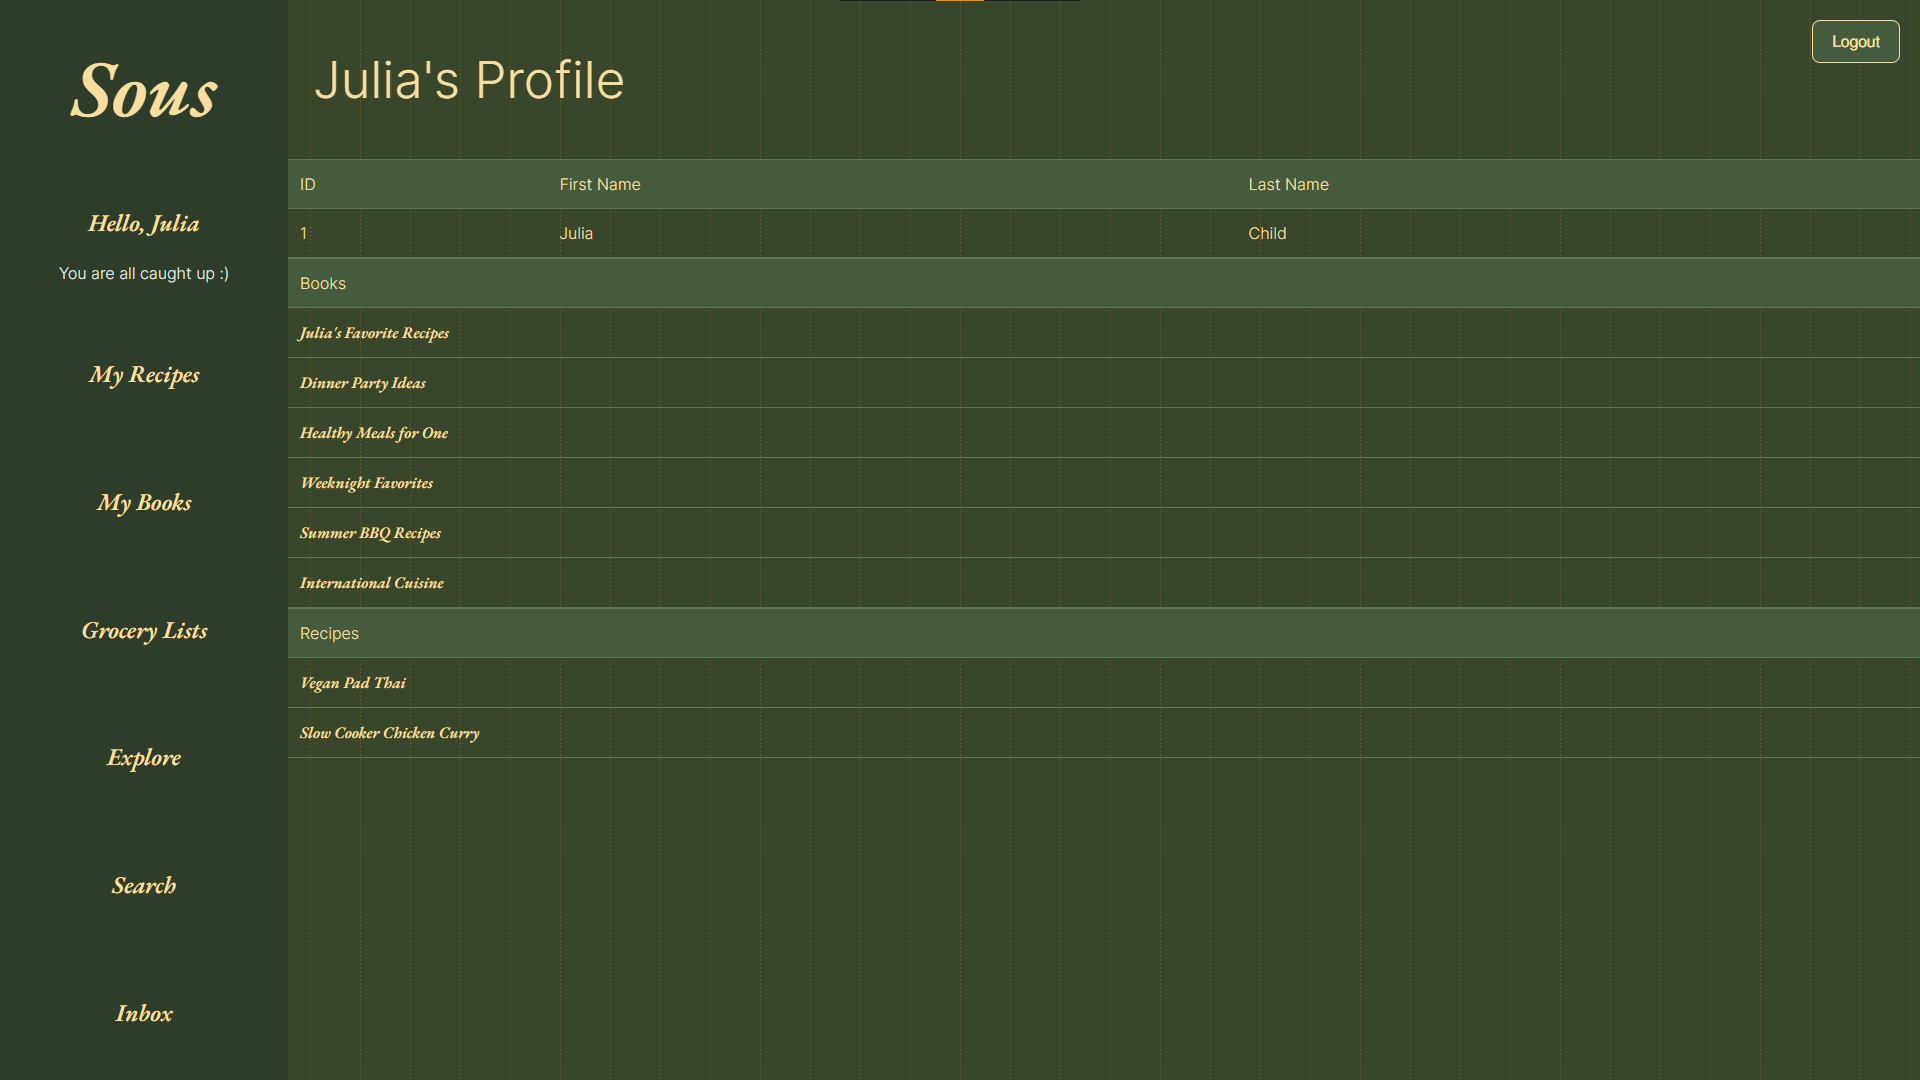 Sous
Hello, Julia
You are all caught up :)
My Recipes
My Books
Grocery Lists
Explore
Search
Inbox
Julia's Profile
Logout
ID First Name Last Name
1 Julia Child
Books
Julia's Favorite Recipes
Dinner Party Ideas
Healthy Meals for One
Weeknight Favorites
Summer BBQ Recipes
International Cuisine
Recipes
Vegan Pad Thai
Slow Cooker Chicken Curry